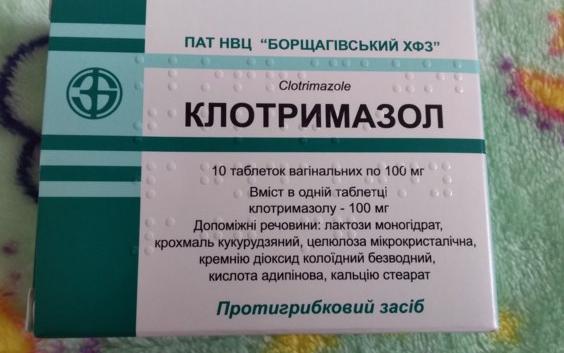 ПАТ НВЦ “БОРЩАГІВСЬКИЙ ХФЗ”
Clotrimazole
КЛОТРИМАЗОЛ
10 таблеток вагінальних по 100 мг
Вміст в одній таблетці
клотримазолу - 100 мг
Допоміжні речовини: лактози моногідрат,
крохмаль кукурудзяний, целюлоза мікрокристалічна,
кремнію діоксид колоїдний безводний,
кислота адипінова, кальцію стеарат
Протигрибковий засіб